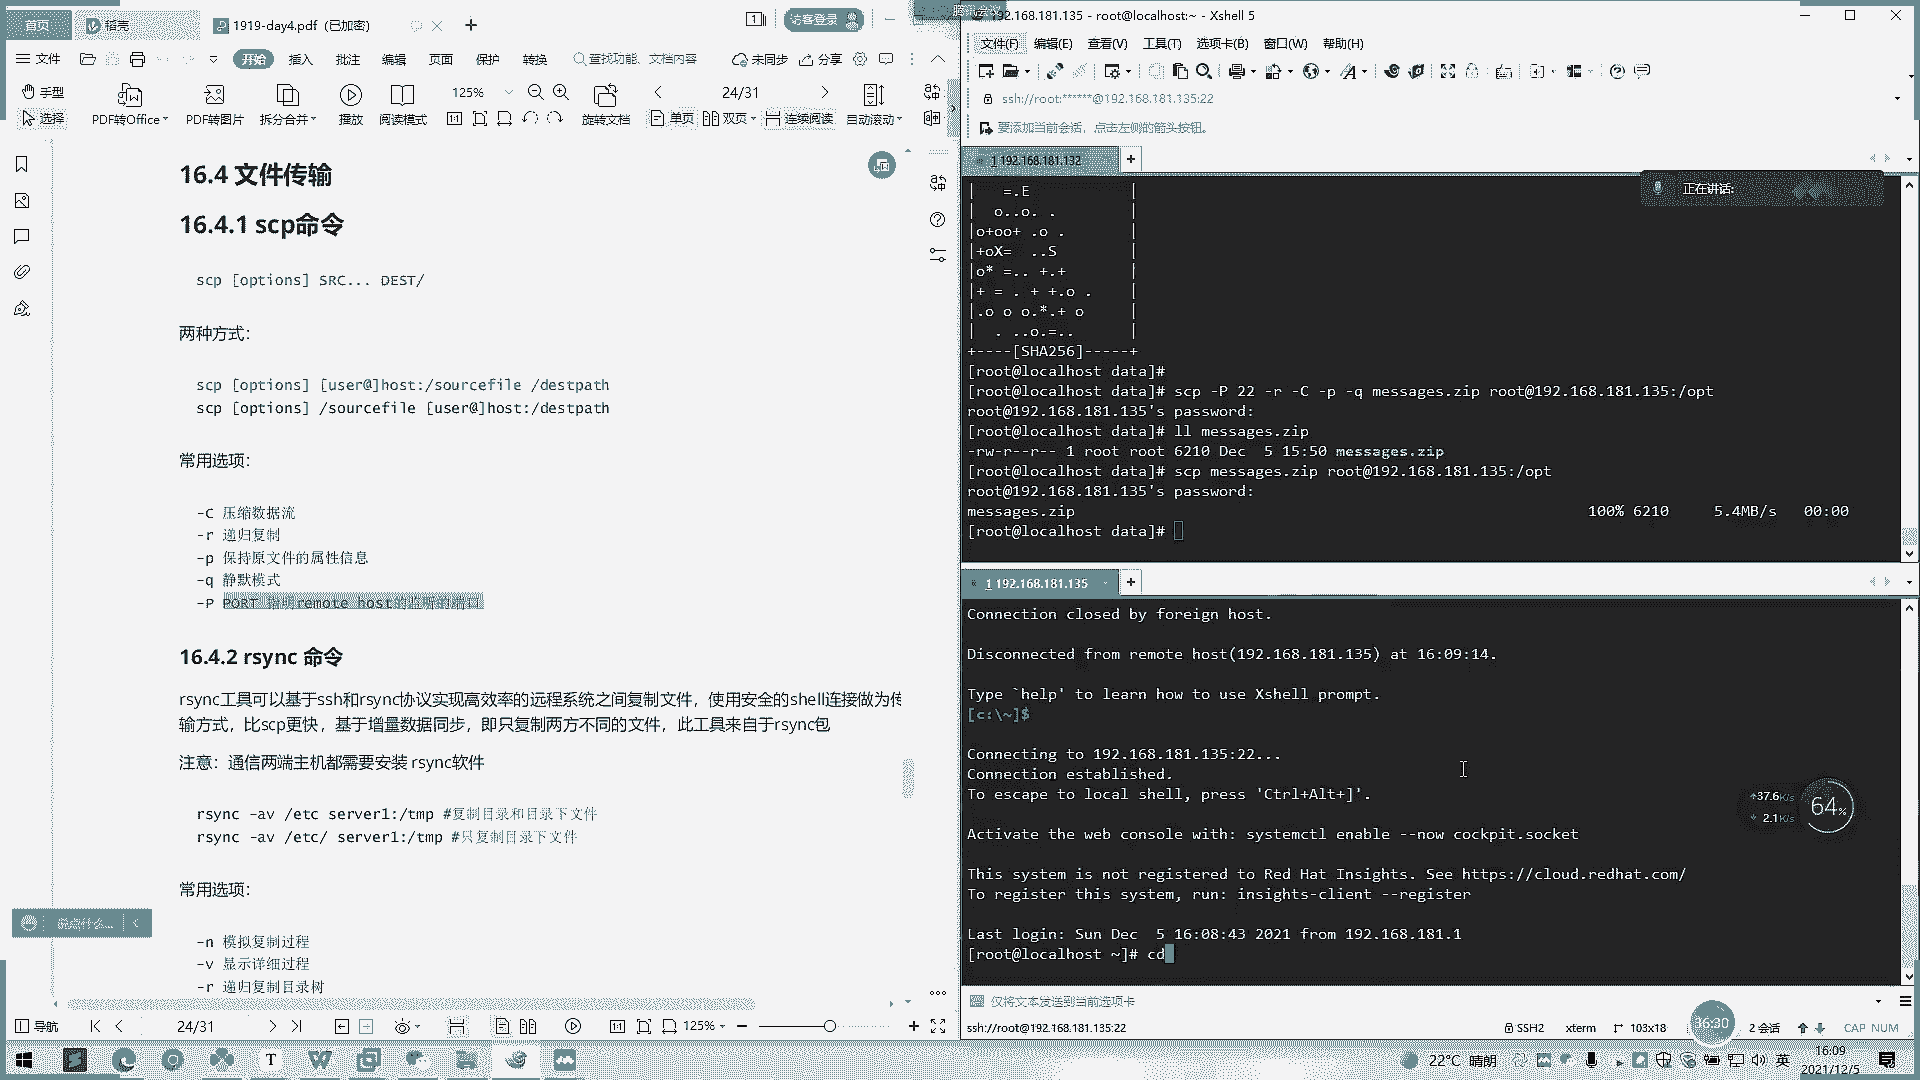 首页
稻壳
1919-day4.pdf (已加密)
访客登录
文件
开始
插入
批注
编辑
页面
保护
转换
查找功能、文档内容
未同步
分享
手型
选择
PDF转Office
PDF转图片
拆分合并
播放
阅读模式
125%
24/31
旋转文档
单页
双页
连续阅读
自动滚动
16.4 文件传输
16.4.1 scp命令
scp [options] SRC... DEST/
两种方式:
scp [options] [user@]host:/sourcefile /destpath
scp [options] /sourcefile [user@]host:/destpath
常用选项:
-C 压缩数据流
-r 递归复制
-p 保持原文件的属性信息
-q 静默模式
-P PORT 指明remote host的监听的端口
16.4.2 rsync 命令
rsync工具可以基于ssh和rsync协议实现高效率的远程系统之间复制文件，使用安全的shell连接做为传
输方式，比scp更快，基于增量数据同步，即只复制两方不同的文件，此工具来自于rsync包
注意：通信两端主机都需要安装 rsync软件
rsync -av /etc server1:/tmp #复制目录和目录下文件
rsync -av /etc/ server1:/tmp #只复制目录下文件
常用选项:
说点什么...
-n 模拟复制过程
-v 显示详细过程
-r 递归复制目录树
导航
24/31
125%
192.168.181.135 - root@localhost:~ - Xshell 5
文件(F)
编辑(E)
查看(V)
工具(T)
选项卡(B)
窗口(W)
帮助(H)
ssh://root:******@192.168.181.135:22
要添加当前会话，点击左侧的箭头按钮。
1 192.168.181.132
正在讲话:
|    =.E           |
|   o..o. .        |
|o+oo+ .o .        |
|+oX=  ..S         |
|o* =.. +.+        |
|+ = . + +.o .     |
|.o o o.*.+ o      |
|  . ..o.=..       |
+----[SHA256]-----+
[root@localhost data]#
[root@localhost data]# scp -P 22 -r -C -p -q messages.zip root@192.168.181.135:/opt
root@192.168.181.135's password:
[root@localhost data]# ll messages.zip
-rw-r--r-- 1 root root 6210 Dec  5 15:50 messages.zip
[root@localhost data]# scp messages.zip root@192.168.181.135:/opt
root@192.168.181.135's password:
messages.zip 100% 6210 5.4MB/s 00:00
[root@localhost data]#
1 192.168.181.135
Connection closed by foreign host.
Disconnected from remote host(192.168.181.135) at 16:09:14.
Type `help' to learn how to use Xshell prompt.
[c:\~]$
Connecting to 192.168.181.135:22...
Connection established.
To escape to local shell, press 'Ctrl+Alt+]'.
Activate the web console with: systemctl enable --now cockpit.socket
This system is not registered to Red Hat Insights. See https://cloud.redhat.com/
To register this system, run: insights-client --register
Last login: Sun Dec  5 16:08:43 2021 from 192.168.181.1
[root@localhost ~]# cd
37.6K/s
2.1K/s
64%
仅将文本发送到当前选项卡
ssh://root@192.168.181.135:22
SSH2
xterm
103x18
36:30
2 会话
CAP NUM
22°C 晴朗
英
16:09
2021/12/5